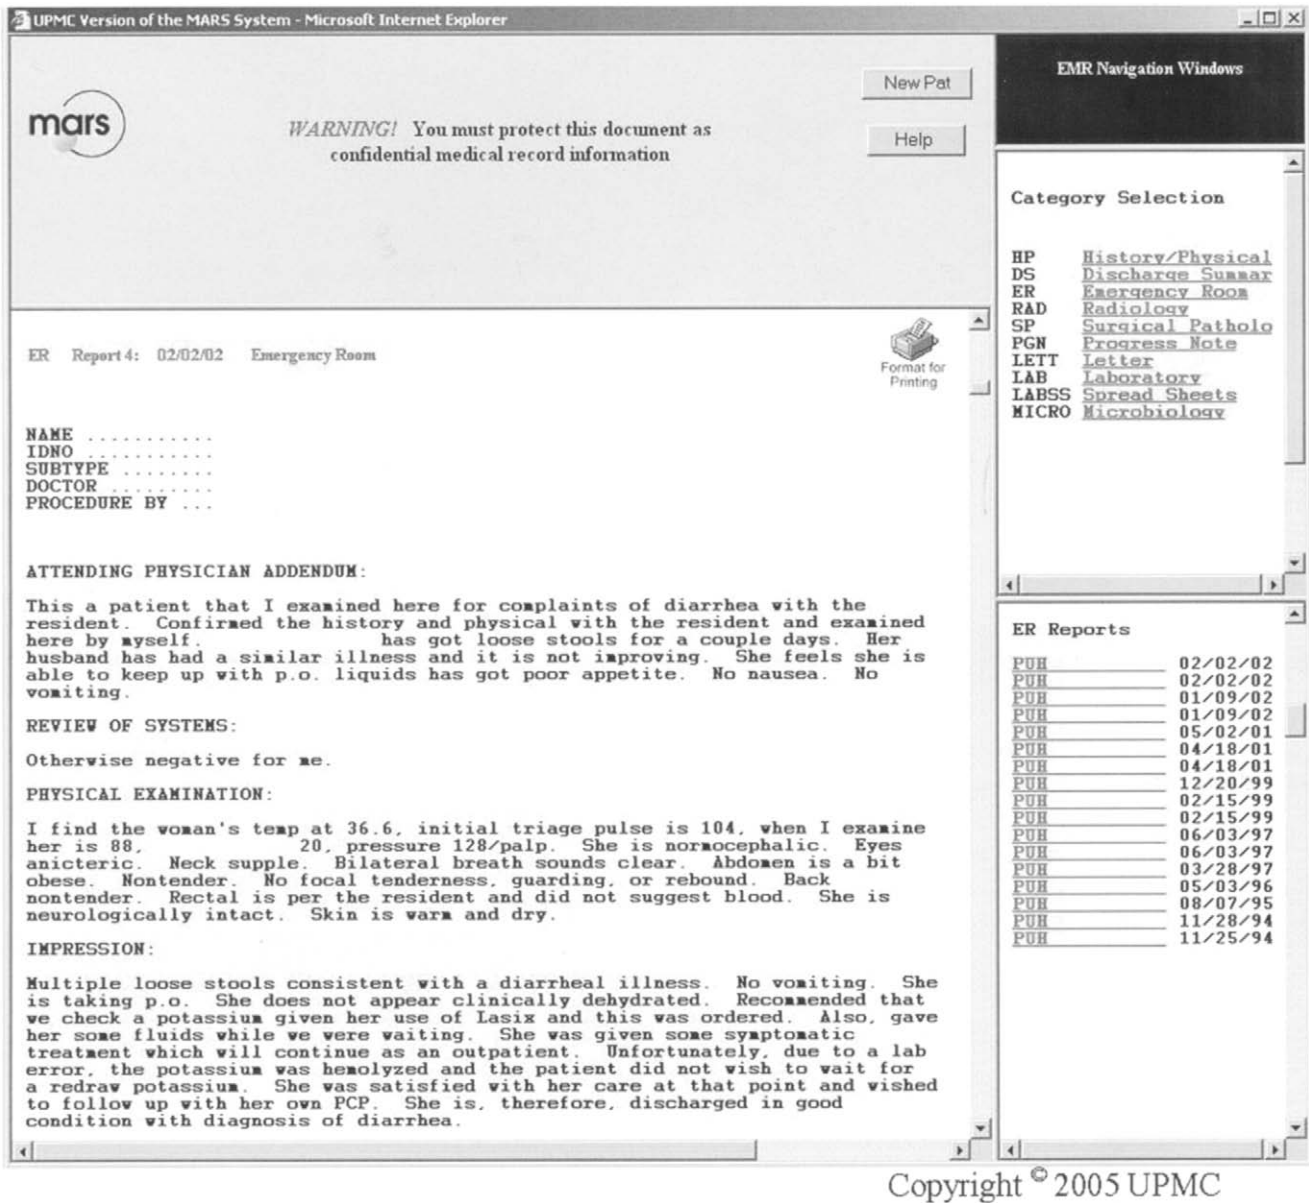 UPMC Version of the MARS System - Microsoft Internet Explorer
mars
WARNING! You must protect this document as
confidential medical record information
New Pat
Help
EMR Navigation Windows
Category Selection
HP History/Physical
DS Discharge Summar
ER Emergency Room
RAD Radiology
SP Surgical Patholo
PGN Progress Note
LETT Letter
LAB Laboratory
LABSS Spread Sheets
MICRO Microbiology
ER Report 4: 02/02/02 Emergency Room
Format for
Printing
NAME ...........
IDNO ............
SUBTYPE ........
DOCTOR .........
PROCEDURE BY ...
ATTENDING PHYSICIAN ADDENDUM:
This a patient that I examined here for complaints of diarrhea with the
resident. Confirmed the history and physical with the resident and examined
here by myself. has got loose stools for a couple days. Her
husband has had a similar illness and it is not improving. She feels she is
able to keep up with p.o. liquids has got poor appetite. No nausea. No
vomiting.
REVIEW OF SYSTEMS:
Otherwise negative for me.
PHYSICAL EXAMINATION:
I find the woman's temp at 36.6, initial triage pulse is 104, when I examine
her is 88, 20, pressure 128/palp. She is normocephalic. Eyes
anicteric. Neck supple. Bilateral breath sounds clear. Abdomen is a bit
obese. Nontender. No focal tenderness, guarding, or rebound. Back
nontender. Rectal is per the resident and did not suggest blood. She is
neurologically intact. Skin is warm and dry.
IMPRESSION:
Multiple loose stools consistent with a diarrheal illness. No vomiting. She
is taking p.o. She does not appear clinically dehydrated. Recommended that
we check a potassium given her use of Lasix and this was ordered. Also, gave
her some fluids while we were waiting. She was given some symptomatic
treatment which will continue as an outpatient. Unfortunately, due to a lab
error, the potassium was hemolyzed and the patient did not wish to wait for
a redraw potassium. She was satisfied with her care at that point and wished
to follow up with her own PCP. She is, therefore, discharged in good
condition with diagnosis of diarrhea.
ER Reports
PUH 02/02/02
PUH 02/02/02
PUH 01/09/02
PUH 01/09/02
PUH 05/02/01
PUH 04/18/01
PUH 04/18/01
PUH 12/20/99
PUH 02/15/99
PUH 02/15/99
PUH 06/03/97
PUH 06/03/97
PUH 03/28/97
PUH 05/03/96
PUH 08/07/95
PUH 11/28/94
PUH 11/25/94
Copyright © 2005 UPMC